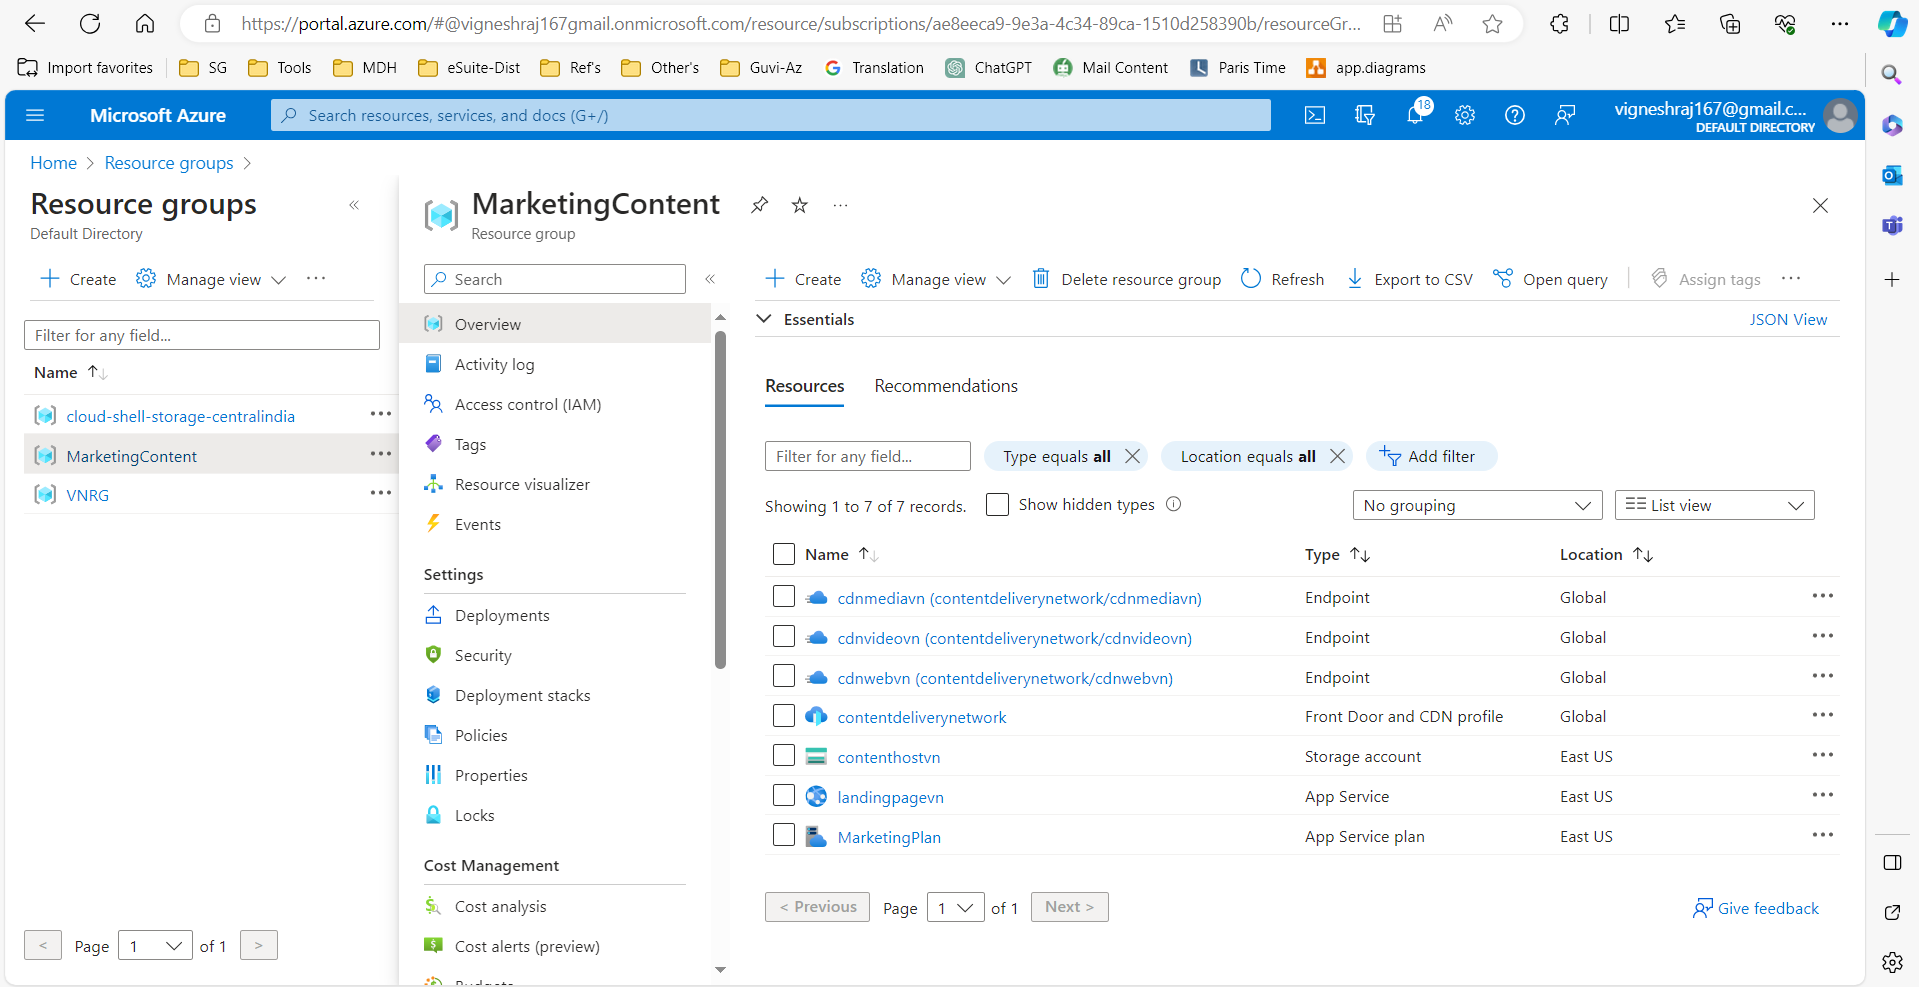 https://portal.azure.com/#@vigneshraj167gmail.onmicrosoft.com/resource/subscriptions/ae8eeca9-9e3a-4c34-89ca-1510d258390b/resourceGr...
Import favorites SG Tools MDH eSuite-Dist Ref's Other's Guvi-Az Translation ChatGPT Mail Content Paris Time app.diagrams
Microsoft Azure
Search resources, services, and docs (G+/)
18
vigneshraj167@gmail.c...
DEFAULT DIRECTORY
Home > Resource groups >
Resource groups
Default Directory
Create Manage view ...
Filter for any field...
Name
cloud-shell-storage-centralindia
MarketingContent
VNRG
< Page 1 of 1 >
MarketingContent
Resource group
Search
Overview
Activity log
Access control (IAM)
Tags
Resource visualizer
Events
Settings
Deployments
Security
Deployment stacks
Policies
Properties
Locks
Cost Management
Cost analysis
Cost alerts (preview)
Budgets
Create Manage view Delete resource group Refresh Export to CSV Open query Assign tags ...
Essentials JSON View
Resources Recommendations
Filter for any field... Type equals all Location equals all Add filter
Showing 1 to 7 of 7 records. Show hidden types No grouping List view
Name Type Location
cdnmediavn (contentdeliverynetwork/cdnmediavn) Endpoint Global
cdnvideovn (contentdeliverynetwork/cdnvideovn) Endpoint Global
cdnwebvn (contentdeliverynetwork/cdnwebvn) Endpoint Global
contentdeliverynetwork Front Door and CDN profile Global
contenthostvn Storage account East US
landingpagevn App Service East US
MarketingPlan App Service plan East US
< Previous Page 1 of 1 Next >
Give feedback